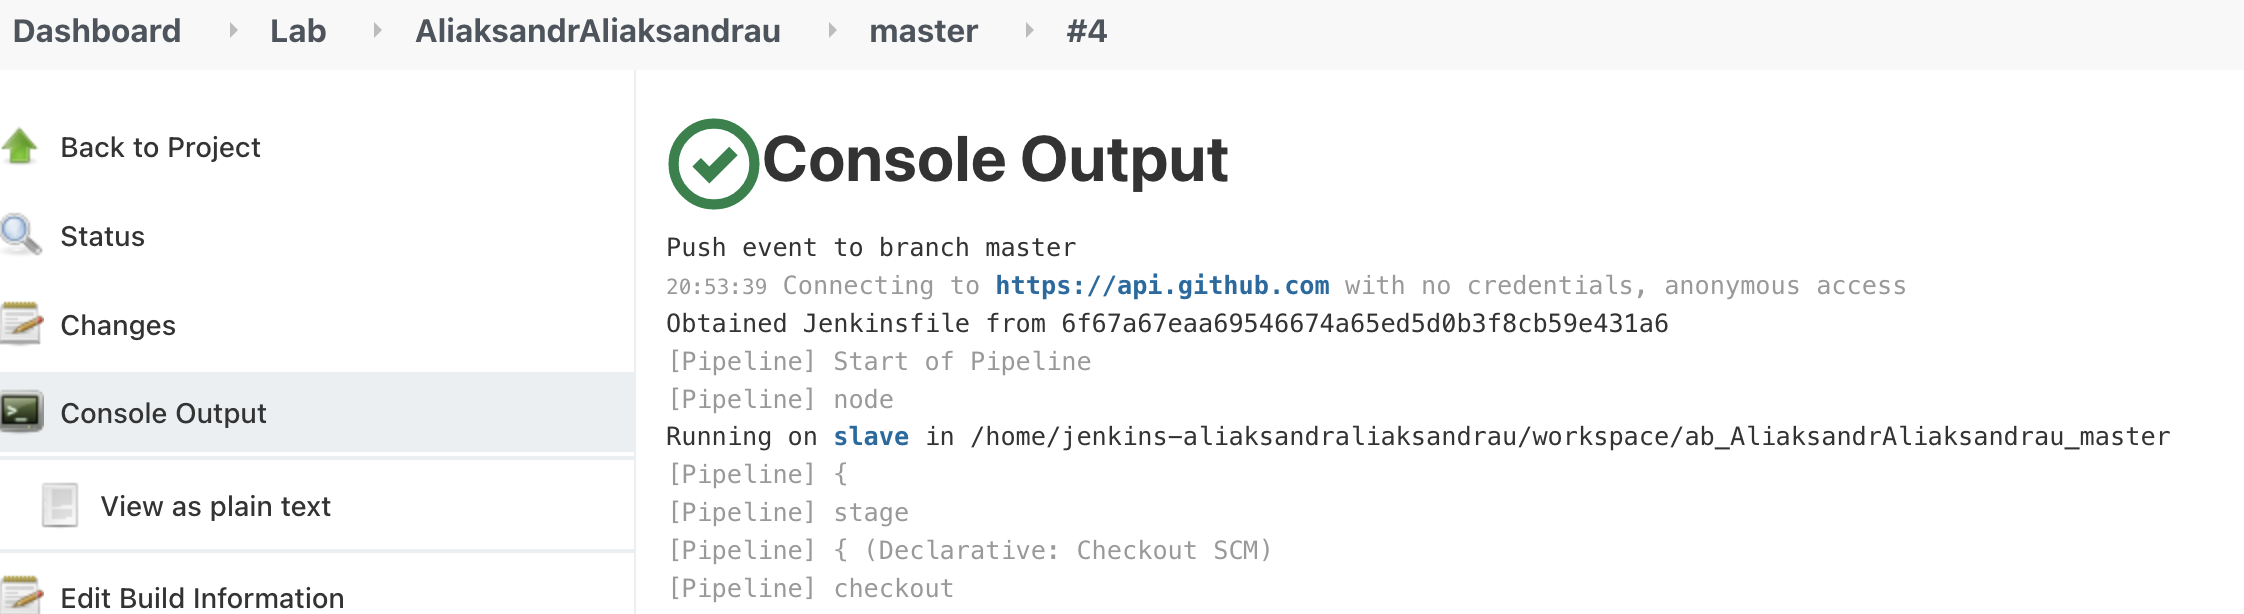 Dashboard Lab AliaksandrAliaksandrau master #4
Back to Project
Status
Changes
Console Output
View as plain text
Edit Build Information
Console Output
Push event to branch master
20:53:39 Connecting to https://api.github.com with no credentials, anonymous access
Obtained Jenkinsfile from 6f67a67eaa69546674a65ed5d0b3f8cb59e431a6
[Pipeline] Start of Pipeline
[Pipeline] node
Running on slave in /home/jenkins-aliaksandraliaksandrau/workspace/ab_AliaksandrAliaksandrau_master
[Pipeline] {
[Pipeline] stage
[Pipeline] { (Declarative: Checkout SCM)
[Pipeline] checkout